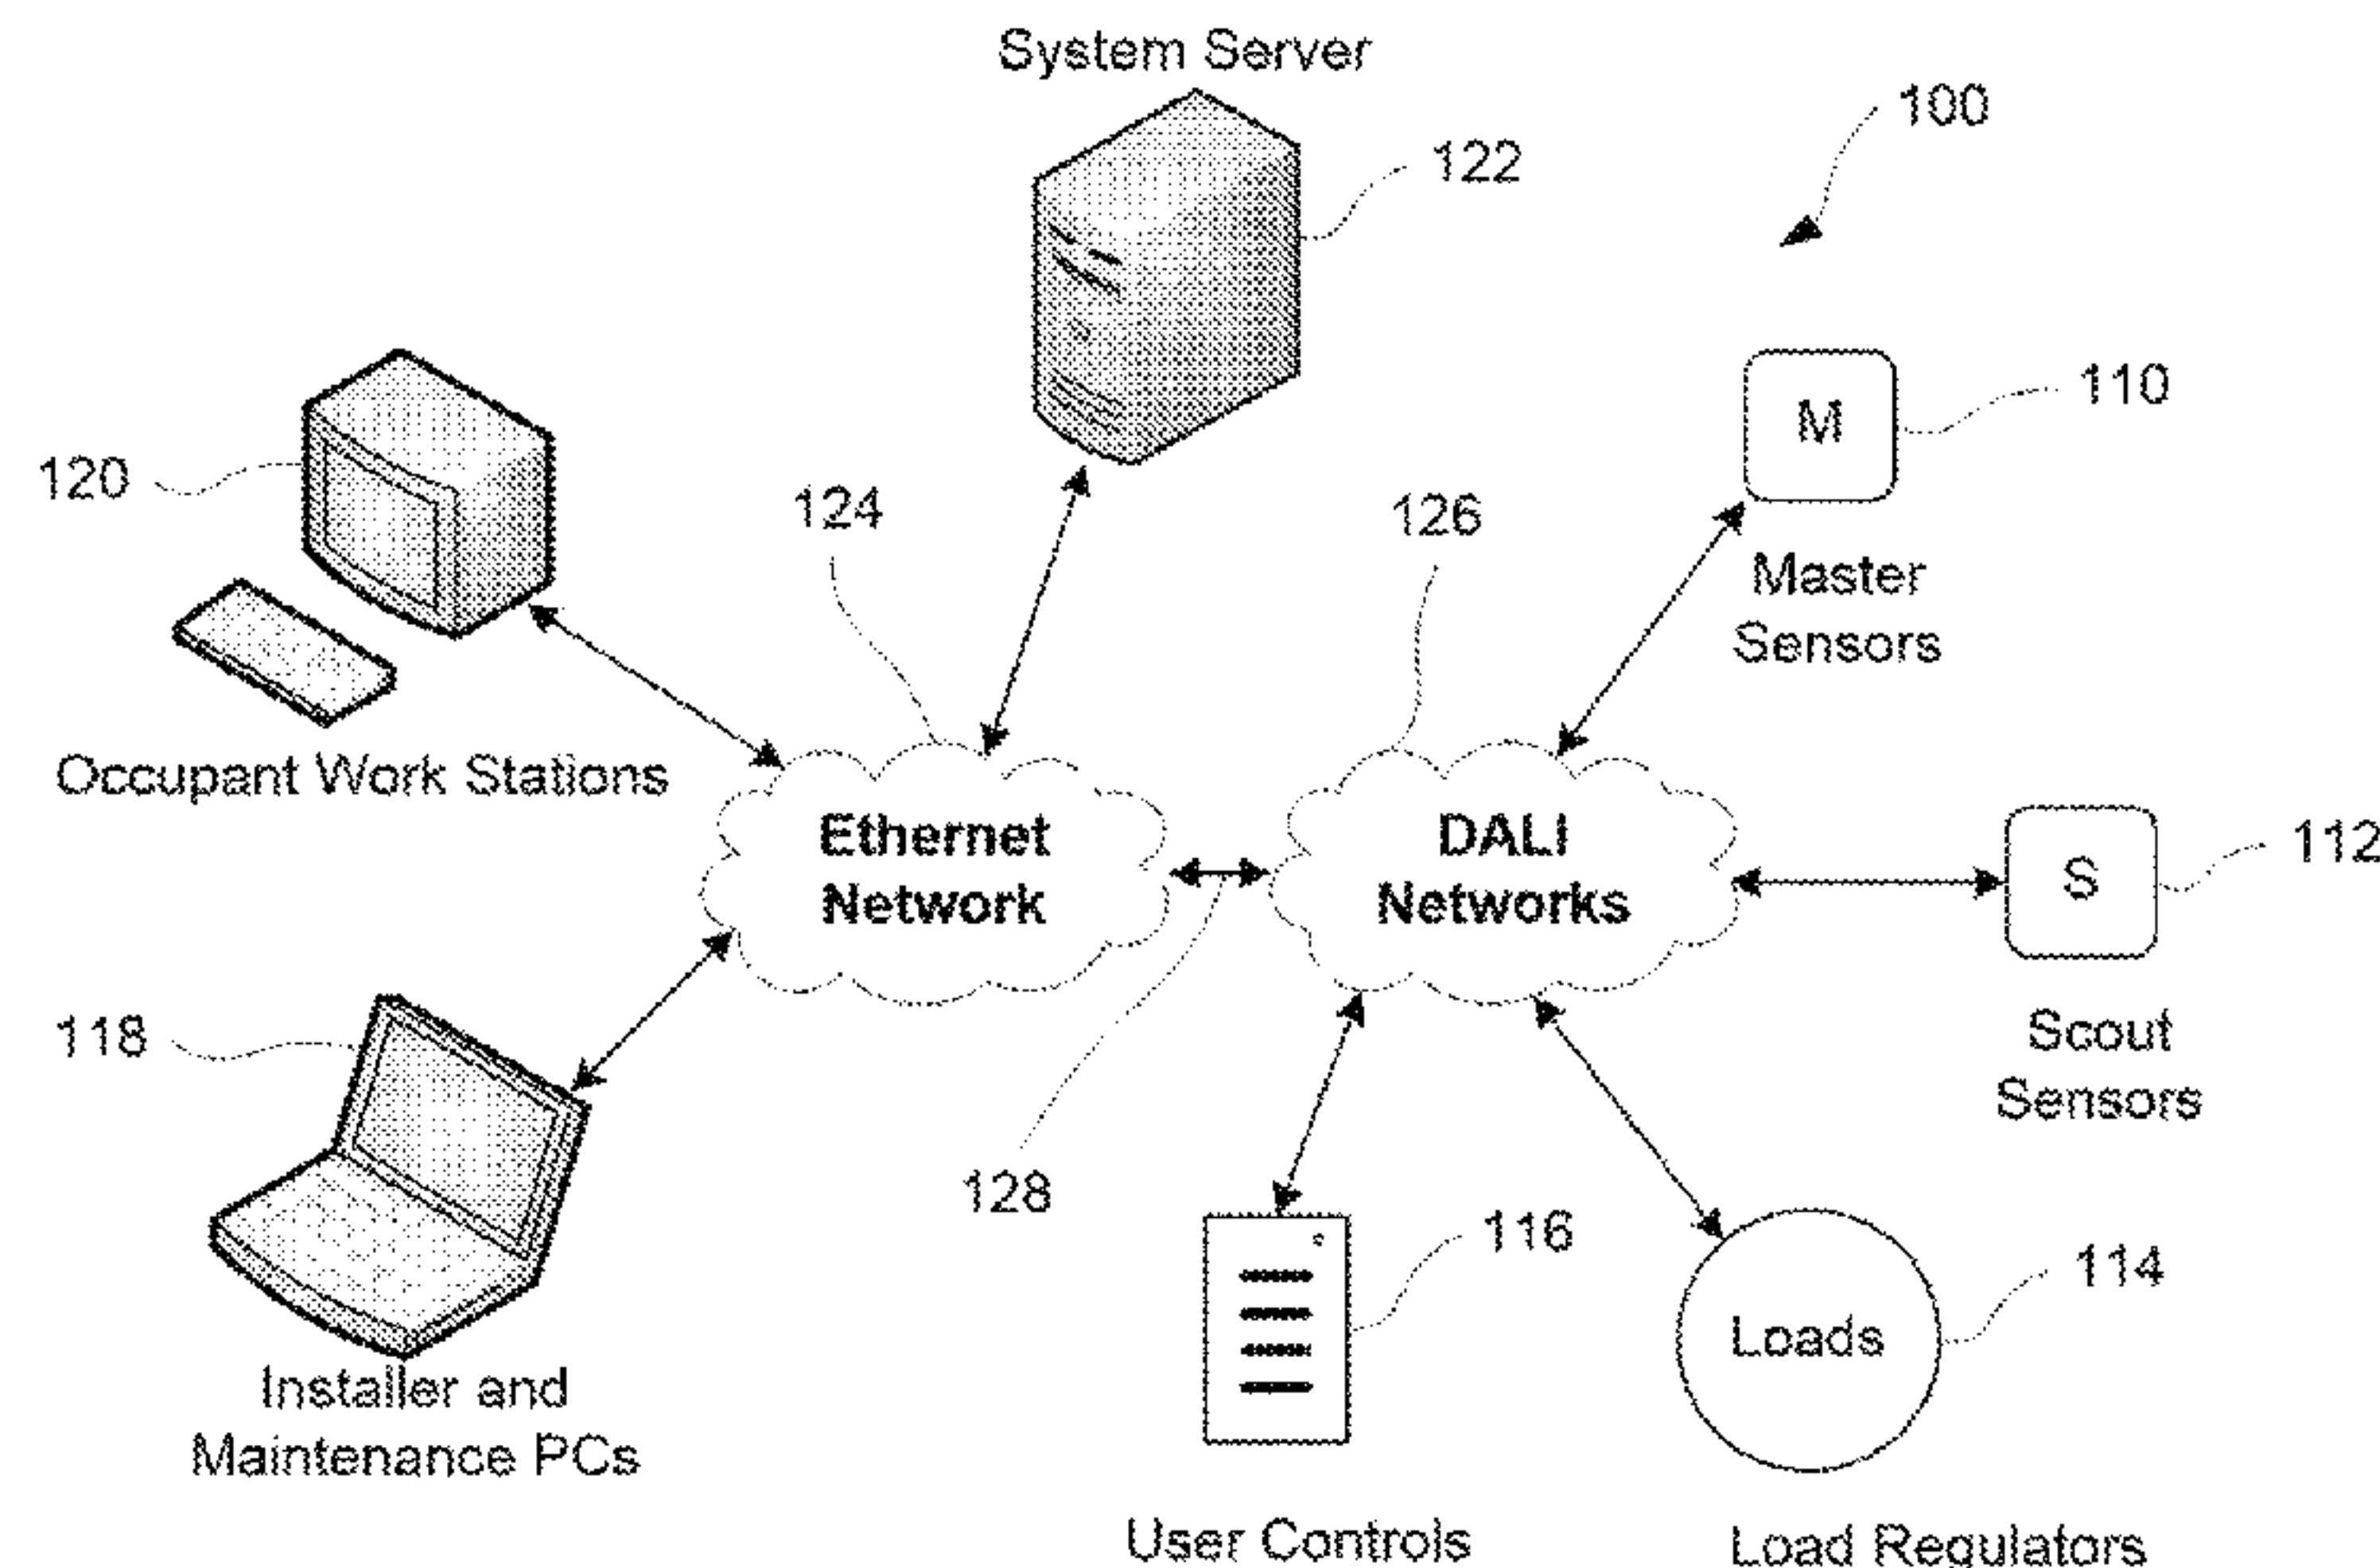 System Server
100
122
110
M
120
124
126
Master
Sensors
Occupant Work Stations
Ethernet
Network
DALI
Networks
S
112
118
Scout
Sensors
128
116
114
Loads
Installer and
Maintenance PCs
User Controls
Load Regulators